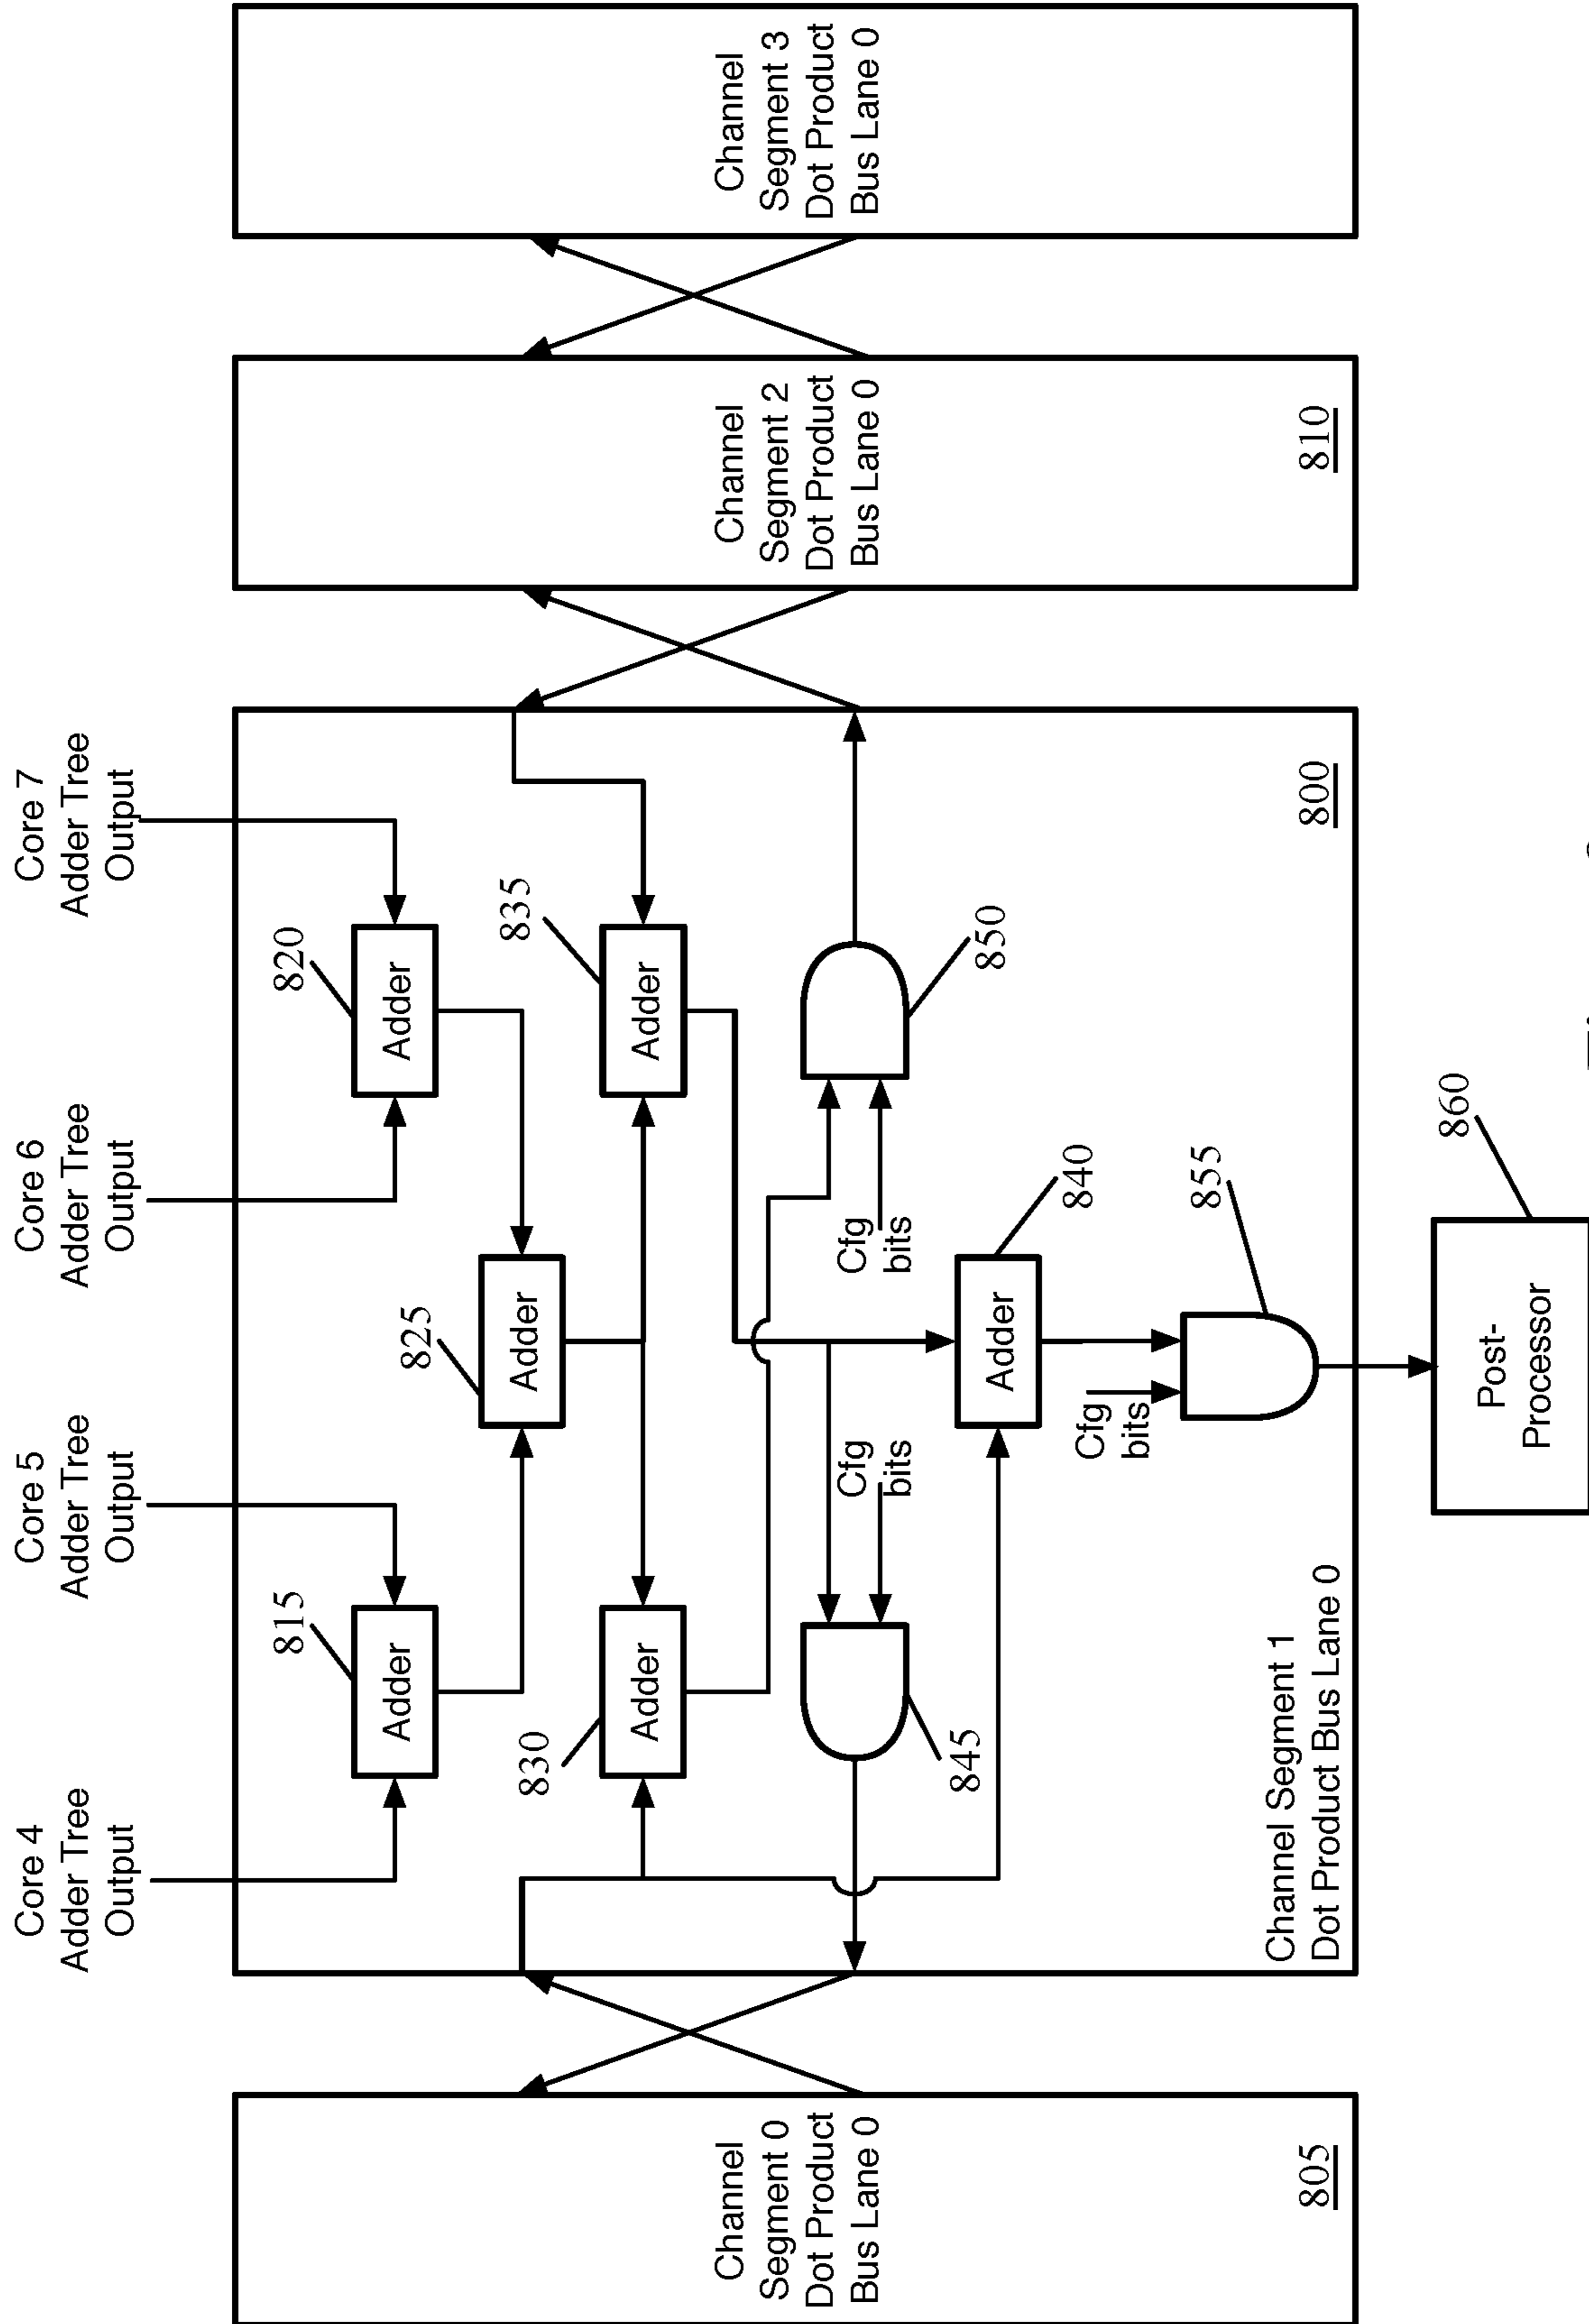 Core 4
Adder Tree
Output
Core 5
Adder Tree
Output
Core 6
Adder Tree
Output
Core 7
Adder Tree
Output
815
Adder
820
Adder
825
Adder
830
Adder
835
Adder
Channel
Segment 0
Dot Product
Bus Lane 0
805
845
Cfg
bits
Cfg
bits
850
840
Adder
Cfg
bits
855
Channel Segment 1
Dot Product Bus Lane 0
800
Channel
Segment 2
Dot Product
Bus Lane 0
810
Channel
Segment 3
Dot Product
Bus Lane 0
Post-
Processor
860